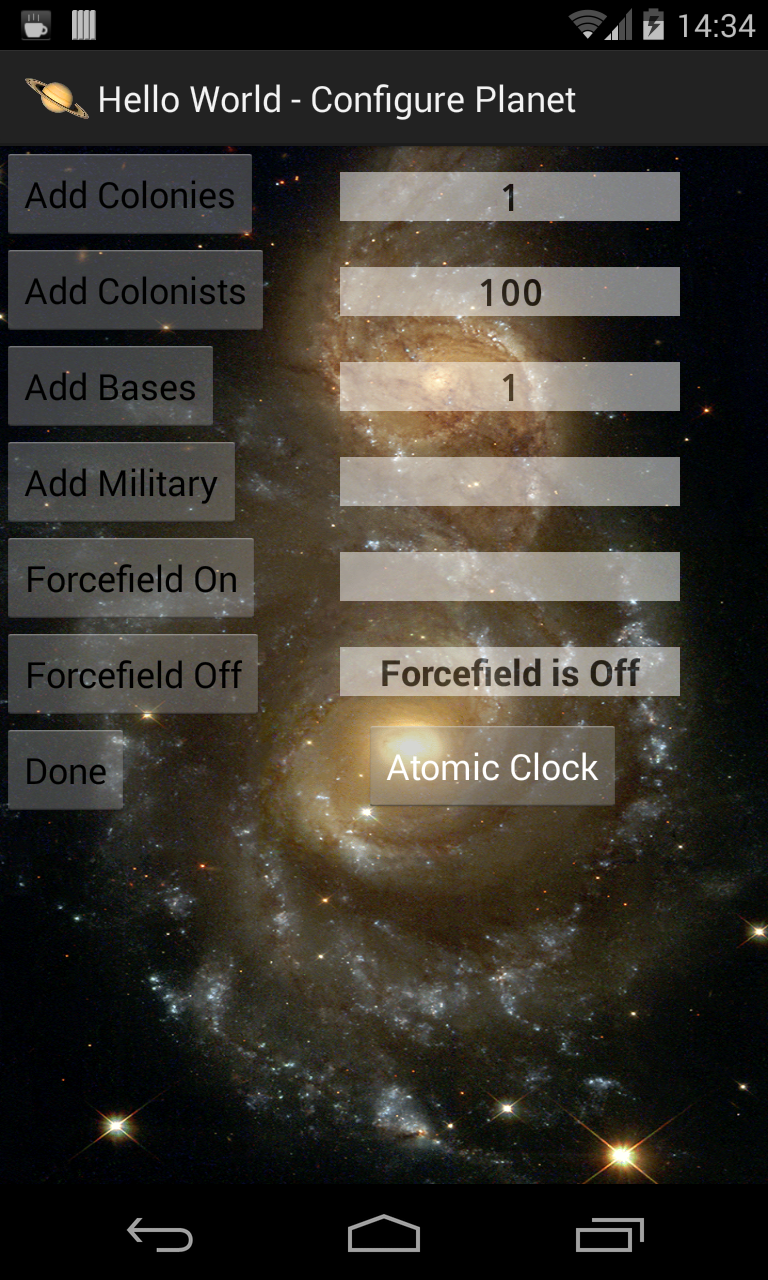 14:34
Hello World - Configure Planet
Add Colonies
1
Add Colonists
100
Add Bases
1
Add Military
Forcefield On
Forcefield Off
Forcefield is Off
Done
Atomic Clock